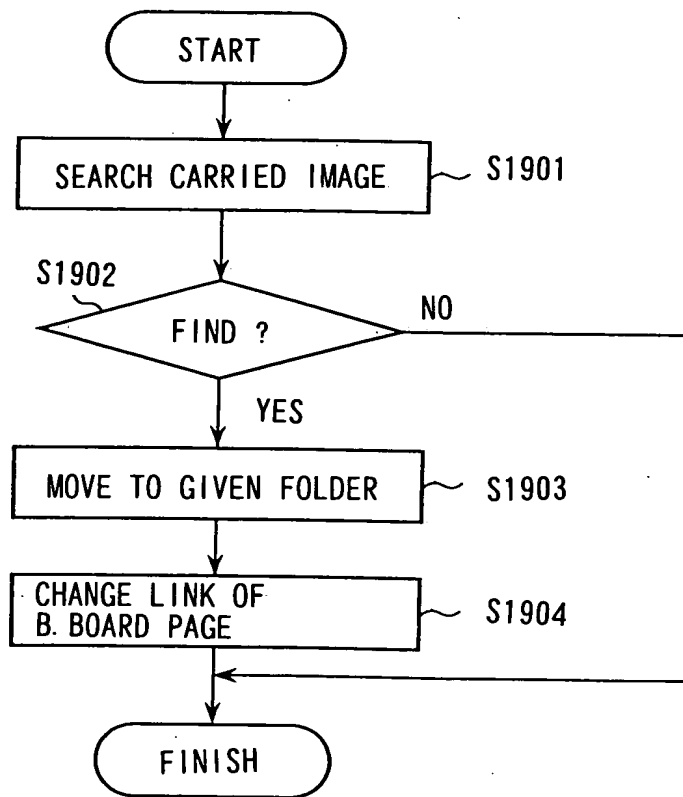 START
SEARCH CARRIED IMAGE
S1901
S1902
FIND ?
NO
YES
MOVE TO GIVEN FOLDER
S1903
CHANGE LINK OF
B. BOARD PAGE
S1904
FINISH